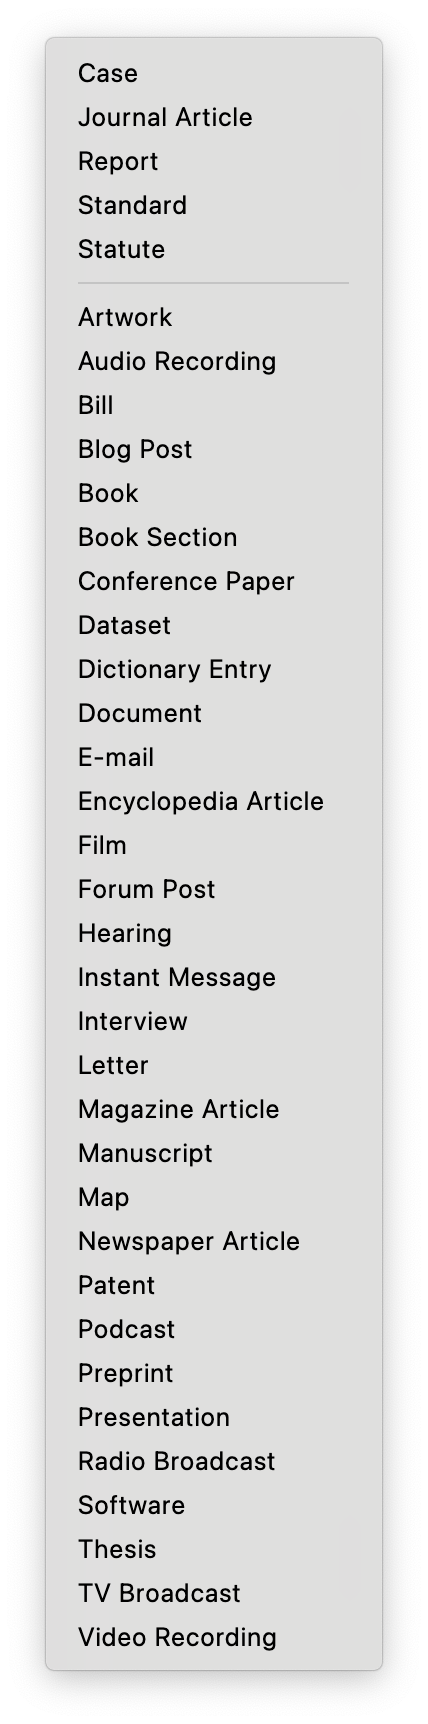 Case
Journal Article
Report
Standard
Statute
Artwork
Audio Recording
Bill
Blog Post
Book
Book Section
Conference Paper
Dataset
Dictionary Entry
Document
E-mail
Encyclopedia Article
Film
Forum Post
Hearing
Instant Message
Interview
Letter
Magazine Article
Manuscript
Map
Newspaper Article
Patent
Podcast
Preprint
Presentation
Radio Broadcast
Software
Thesis
TV Broadcast
Video Recording